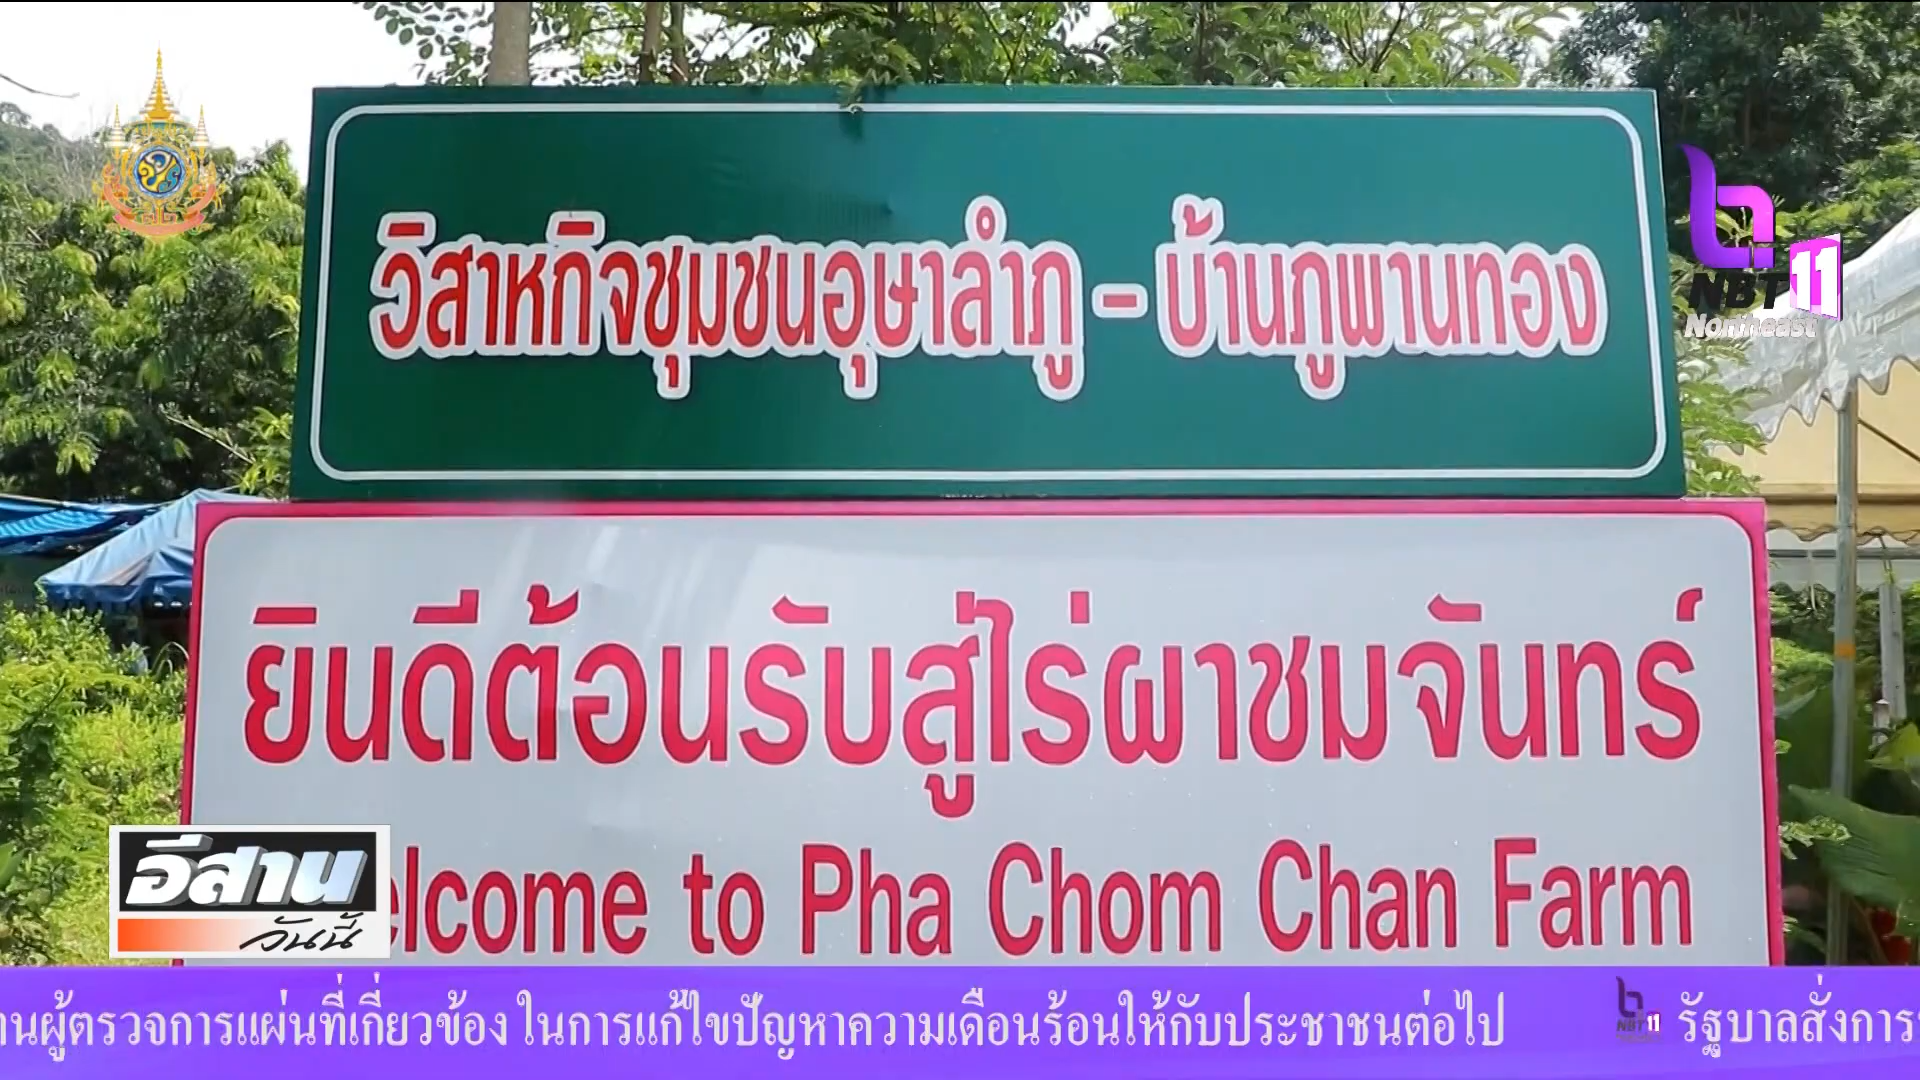 วิสาหกิจชุมชนอุษาลำภู - บ้านภูพานทอง
NBT 11
Northeast
ยินดีต้อนรับสู่ไร่ผาชมจันทร์
elcome to Pha Chom Chan Farm
อีสาน
วันนี้
านผู้ตรวจการแผ่นที่เกี่ยวข้อง ในการแก้ไขปัญหาความเดือนร้อนให้กับประชาชนต่อไป NBT 11 รัฐบาลสั่งการ